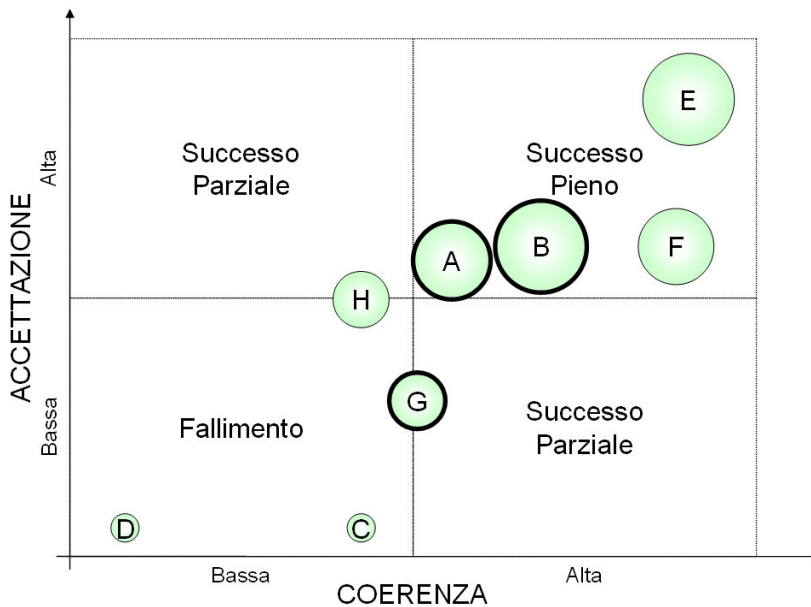 E
Successo
Parziale
Successo
Pieno
Alta
A
B
F
H
ACCETTAZIONE
G
Fallimento
Successo
Parziale
Bassa
D
C
Bassa
Alta
COERENZA